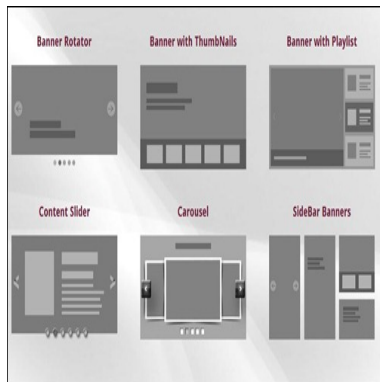 Banner Rotator
Banner with ThumbNails
Banner with Playlist
Content Slider
Carousel
SideBar Banners